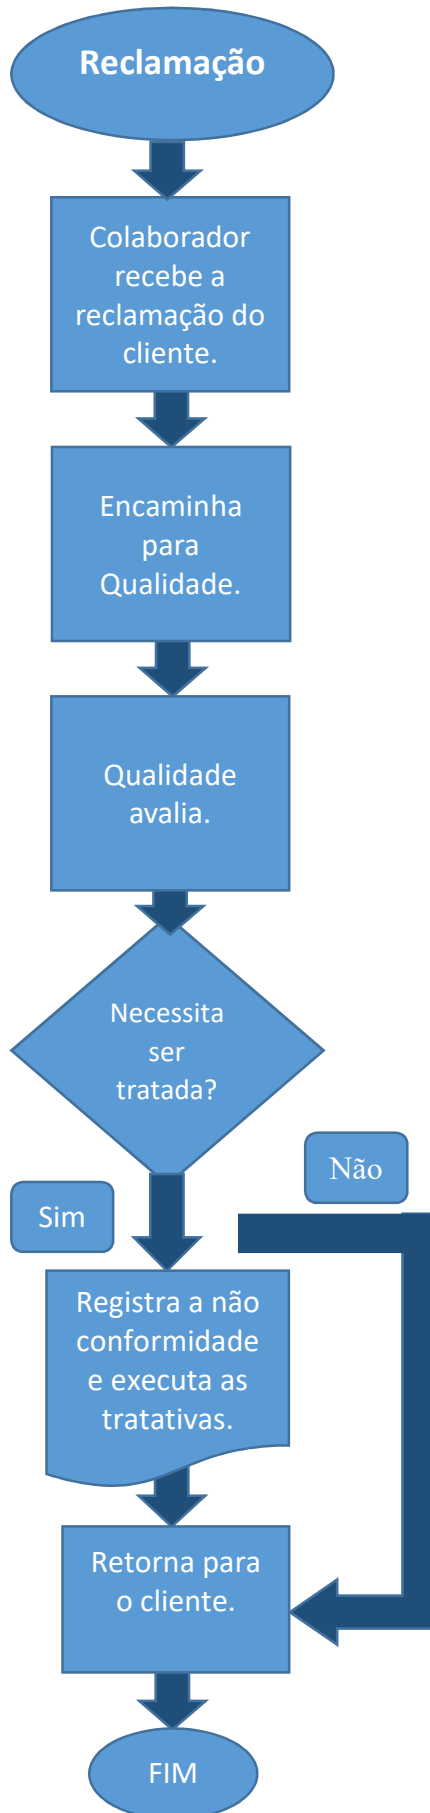 Reclamação
Colaborador
recebe a
reclamação do
cliente.
Encaminha
para
Qualidade.
Qualidade
avalia.
Necessita
ser
tratada?
Não
Sim
Registra a não
conformidade
e executa as
tratativas.
Retorna para
o cliente.
FIM